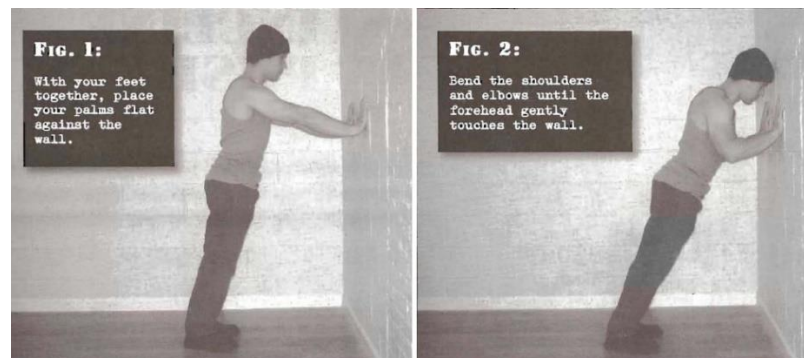 FIG. 1:
With your feet
together, place
your palms flat
against the
wall.
FIG. 2:
Bend the shoulders
and elbows until the
forehead gently
touches the wall.